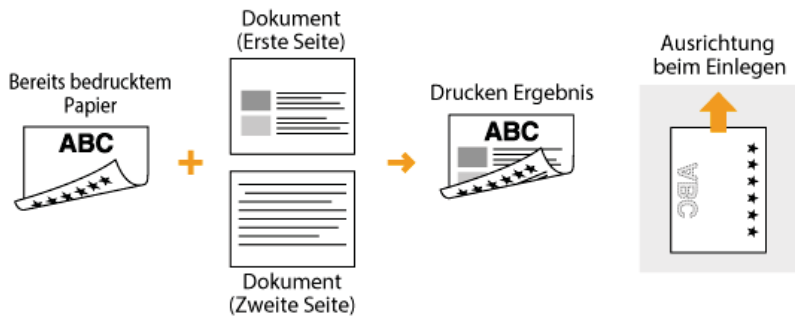 Dokument
(Erste Seite)
Ausrichtung
beim Einlegen
Bereits bedrucktem
Papier
Drucken Ergebnis
ABC
ABC
ABC
Dokument
(Zweite Seite)